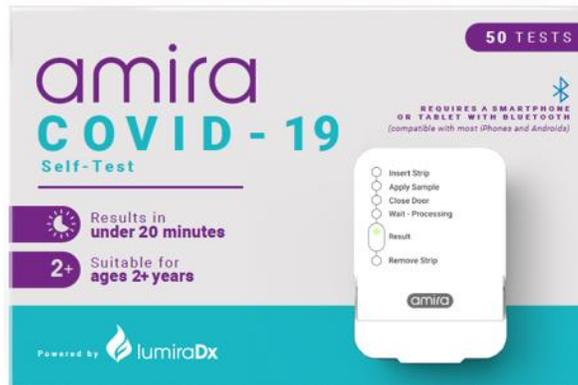 50 TESTS
amira
COVID - 19
Self-Test
REQUIRES A SMARTPHONE
OR TABLET WITH BLUETOOTH
(compatible with most iPhones and Androids)
Results in
under 20 minutes
2+
Suitable for
ages 2+ years
Insert Strip
Apply Sample
Close Door
Wait - Processing
Result
Remove Strip
amira
Powered by lumiraDx